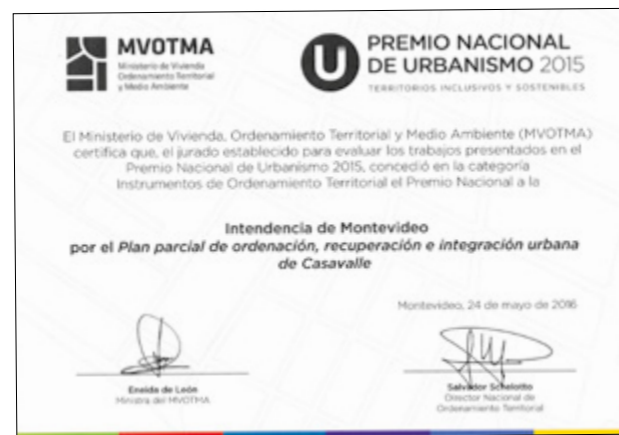 MVOTMA
Ministerio de Vivienda
Ordenamiento Territorial
y Medio Ambiente
U
PREMIO NACIONAL
DE URBANISMO 2015
TERRITORIOS INCLUSIVOS Y SOSTENIBLES
El Ministerio de Vivienda, Ordenamiento Territorial y Medio Ambiente (MVOTMA)
certifica que, el jurado establecido para evaluar los trabajos presentados en el
Premio Nacional de Urbanismo 2015, concedió en la categoría
Instrumentos de Ordenamiento Territorial el Premio Nacional a la
Intendencia de Montevideo
por el Plan parcial de ordenación, recuperación e integración urbana
de Casavalle
Montevideo, 24 de mayo de 2016
Eneida de León
Ministra del MVOTMA
Salvador Schelotto
Director Nacional de
Ordenamiento Territorial